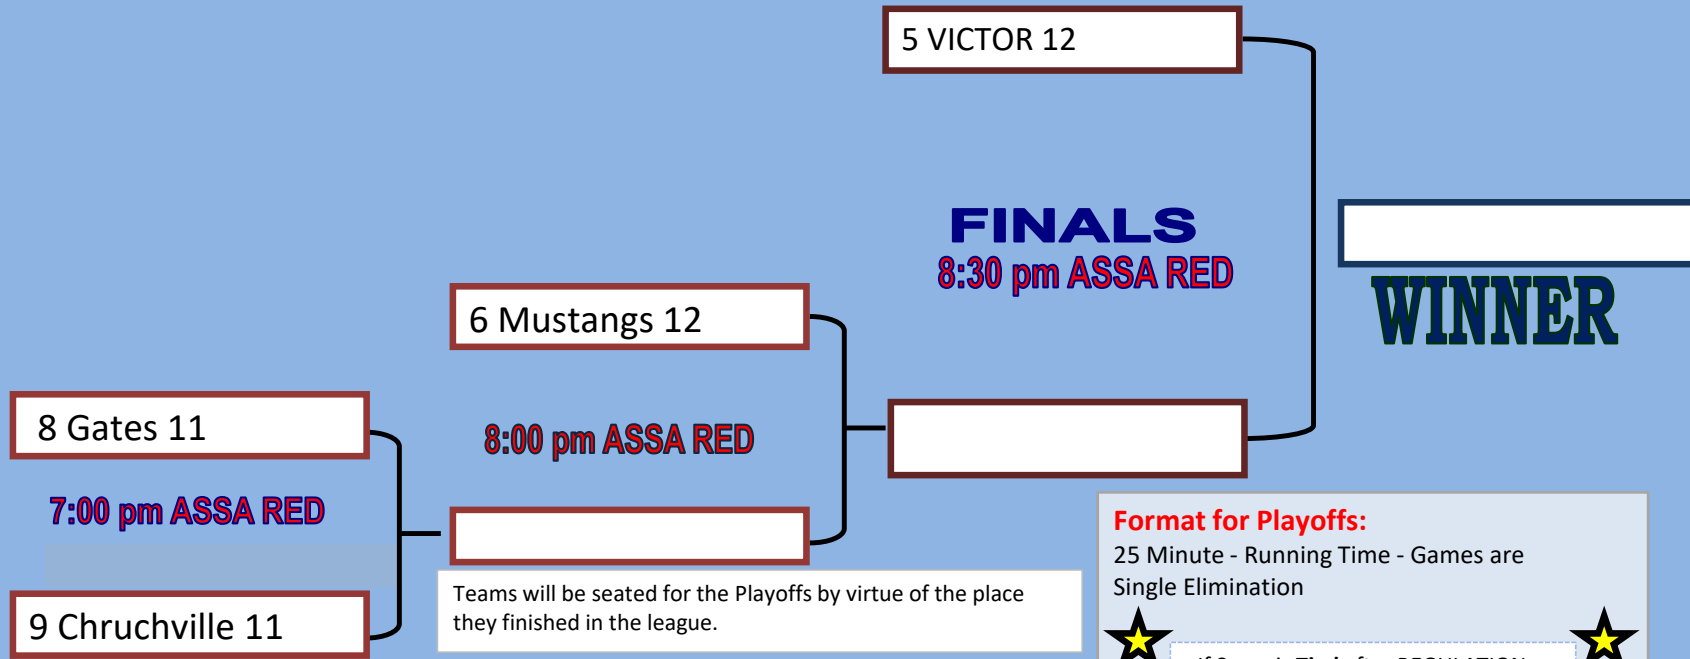 5 VICTOR 12
FINALS
8:30 pm ASSA RED
WINNER
6 Mustangs 12
8:00 pm ASSA RED
8 Gates 11
7:00 pm ASSA RED
9 Chruchville 11
Teams will be seated for the Playoffs by virtue of the place
they finished in the league.
Format for Playoffs:
25 Minute - Running Time - Games are
Single Elimination
REGULATION